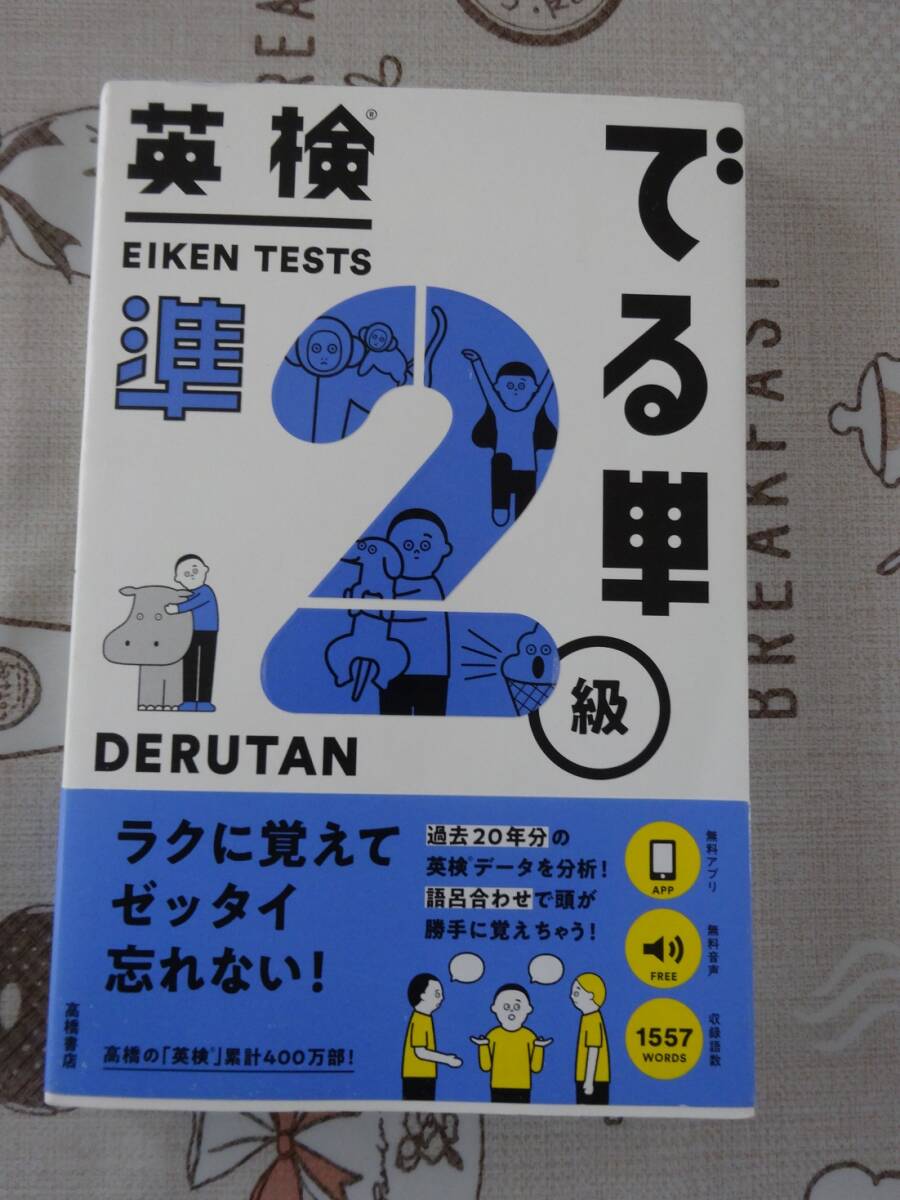 英検®
EIKEN TESTS
準2級
でる単
DERUTAN
ラクに覚えて
ゼッタイ
忘れない!
過去20年分の
英検®データを分析!
語呂合わせで頭が
勝手に覚えちゃう!
高橋の「英検®」累計400万部!
高橋書店
APP
無料アプリ
FREE
無料音声
1557
WORDS
収録語数
BREAKFAST